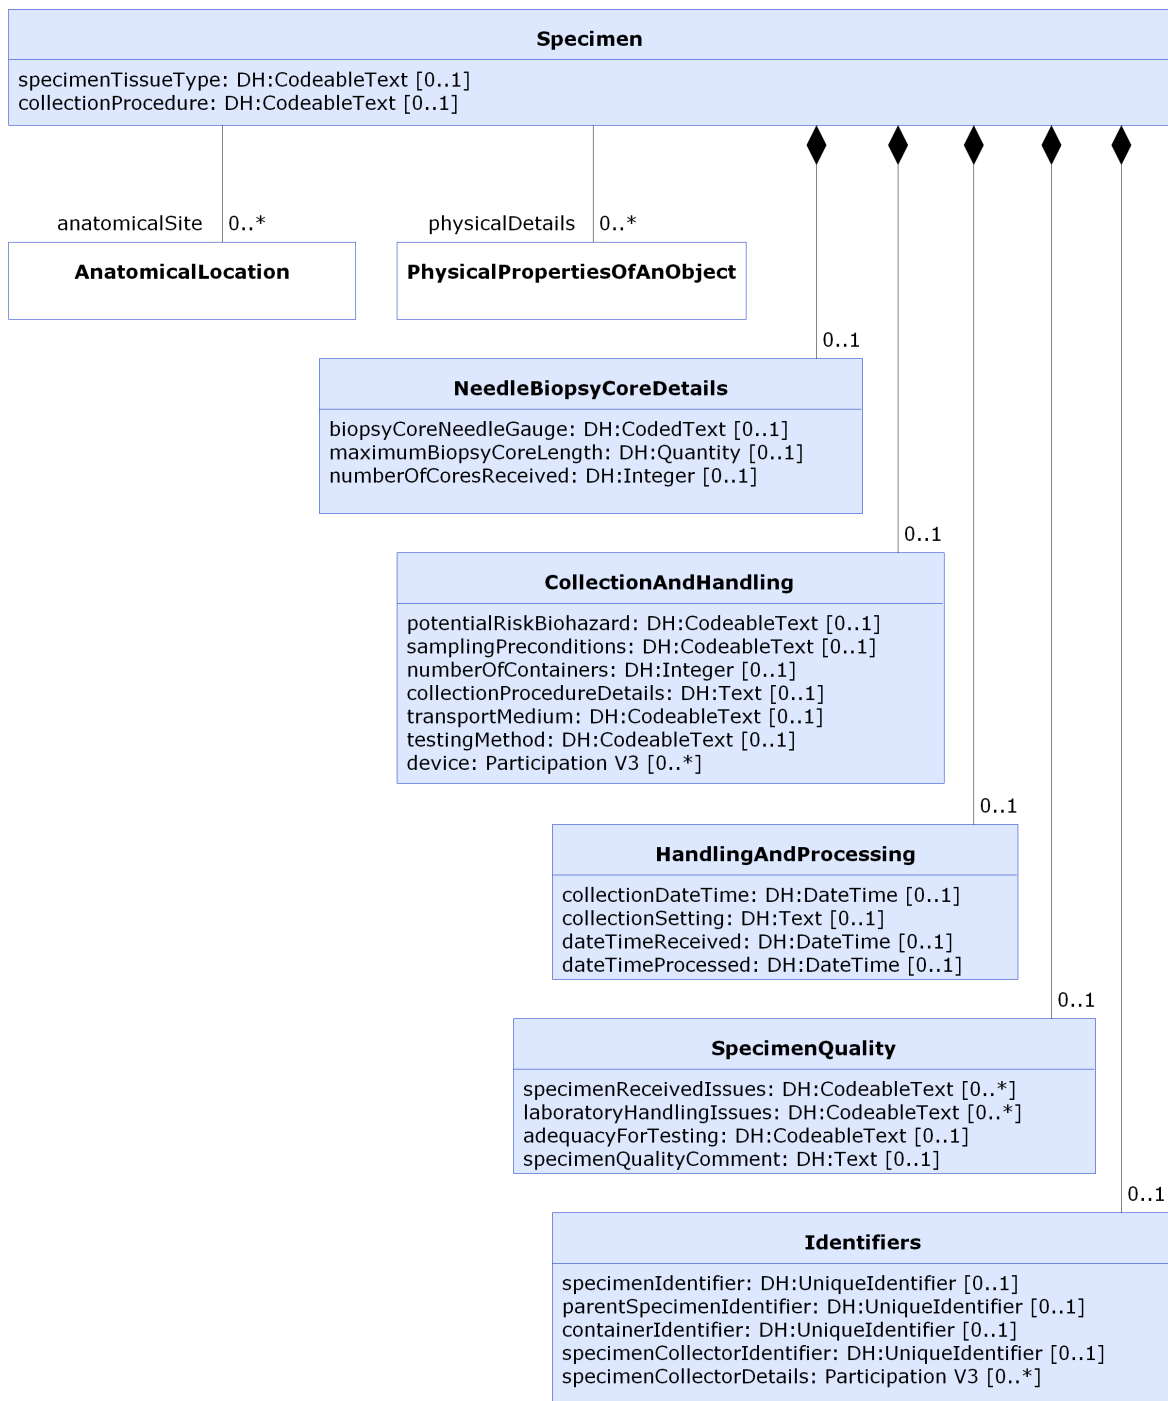 Specimen
specimenTissueType: DH:CodeableText [0..1]
collectionProcedure: DH:CodeableText [0..1]
anatomicalSite 0..*
physicalDetails 0..*
AnatomicalLocation
PhysicalPropertiesOfAnObject
0..1
NeedleBiopsyCoreDetails
biopsyCoreNeedleGauge: DH:CodedText [0..1]
maximumBiopsyCoreLength: DH:Quantity [0..1]
numberOfCoresReceived: DH:Integer [0..1]
0..1
CollectionAndHandling
potentialRiskBiohazard: DH:CodeableText [0..1]
samplingPreconditions: DH:CodeableText [0..1]
numberOfContainers: DH:Integer [0..1]
collectionProcedureDetails: DH:Text [0..1]
transportMedium: DH:CodeableText [0..1]
testingMethod: DH:CodeableText [0..1]
device: Participation V3 [0..*]
0..1
HandlingAndProcessing
collectionDateTime: DH:DateTime [0..1]
collectionSetting: DH:Text [0..1]
dateTimeReceived: DH:DateTime [0..1]
dateTimeProcessed: DH:DateTime [0..1]
0..1
SpecimenQuality
specimenReceivedIssues: DH:CodeableText [0..*]
laboratoryHandlingIssues: DH:CodeableText [0..*]
adequacyForTesting: DH:CodeableText [0..1]
specimenQualityComment: DH:Text [0..1]
0..1
Identifiers
specimenIdentifier: DH:UniqueIdentifier [0..1]
parentSpecimenIdentifier: DH:UniqueIdentifier [0..1]
containerIdentifier: DH:UniqueIdentifier [0..1]
specimenCollectorIdentifier: DH:UniqueIdentifier [0..1]
specimenCollectorDetails: Participation V3 [0..*]